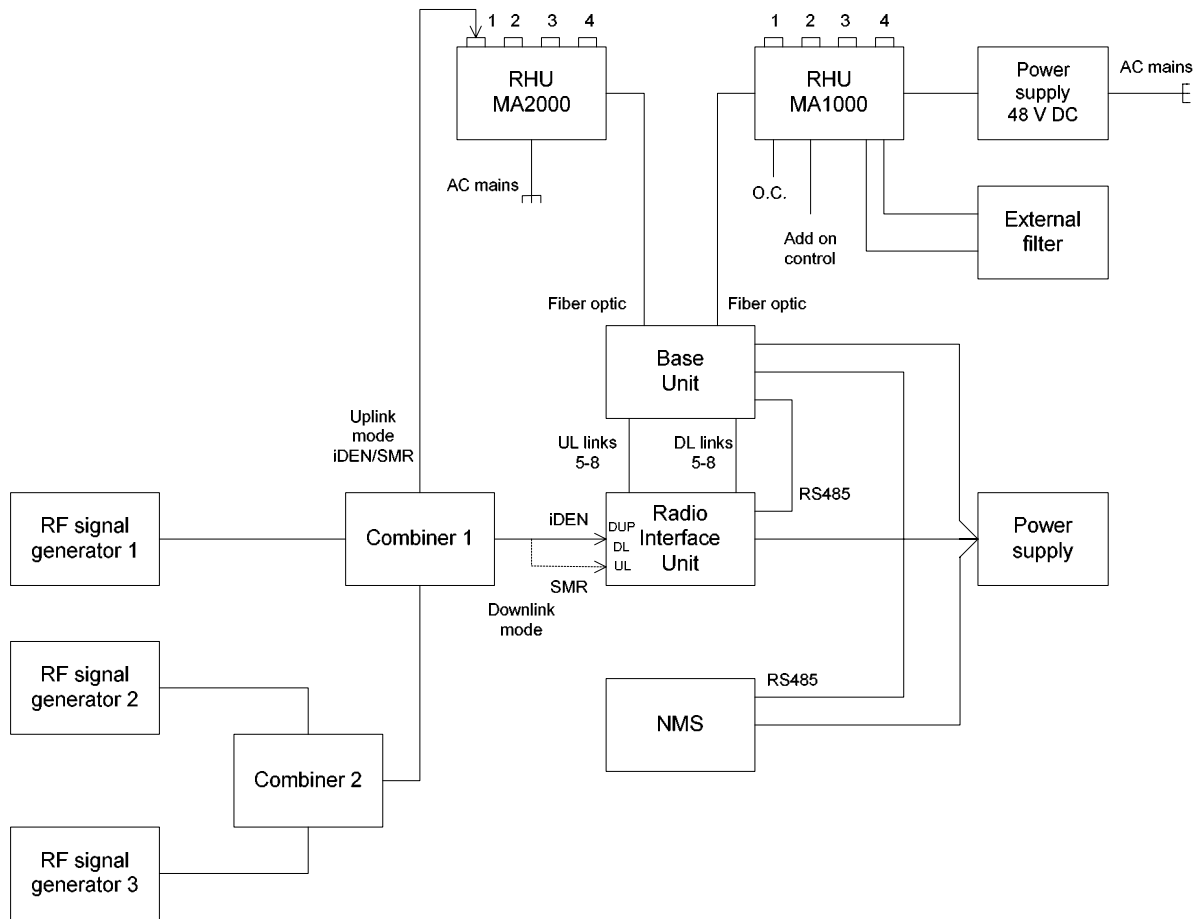 1 2 3 4
1 2 3 4
RHU
MA2000
RHU
MA1000
Power
supply
48 V DC
AC mains
AC mains
O.C.
Add on
control
External
filter
Fiber optic
Fiber optic
Base
Unit
Uplink
mode
iDEN/SMR
UL links
5-8
DL links
5-8
RS485
RF signal
generator 1
Combiner 1
iDEN
SMR
Downlink
mode
DUP
DL
UL
Radio
Interface
Unit
Power
supply
RF signal
generator 2
RS485
NMS
Combiner 2
RF signal
generator 3